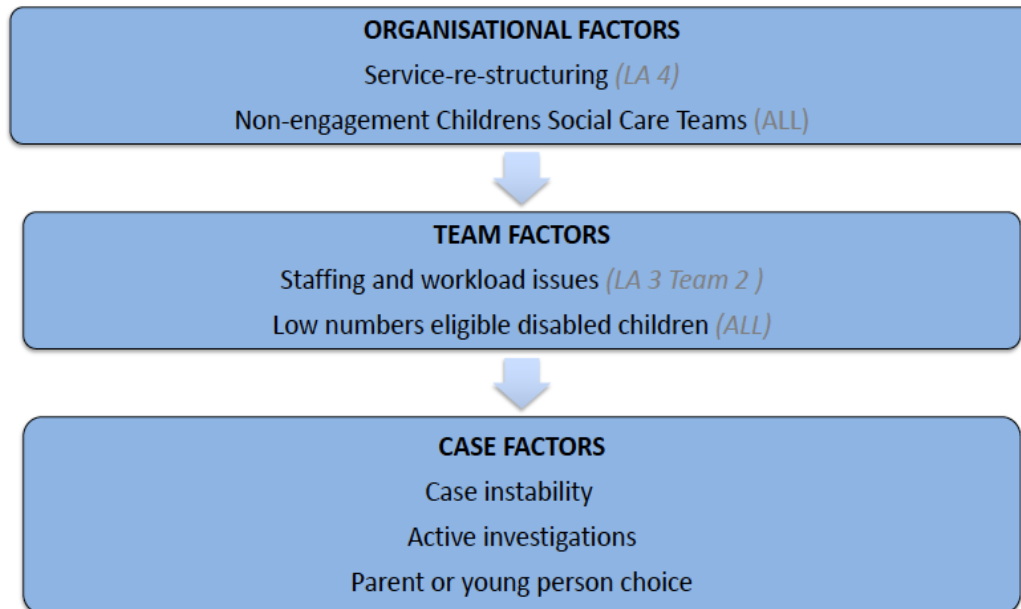 ORGANISATIONAL FACTORS
Service-re-structuring (LA 4)
Non-engagement Childrens Social Care Teams (ALL)
TEAM FACTORS
Staffing and workload issues (LA 3 Team 2 )
Low numbers eligible disabled children (ALL)
CASE FACTORS
Case instability
Active investigations
Parent or young person choice